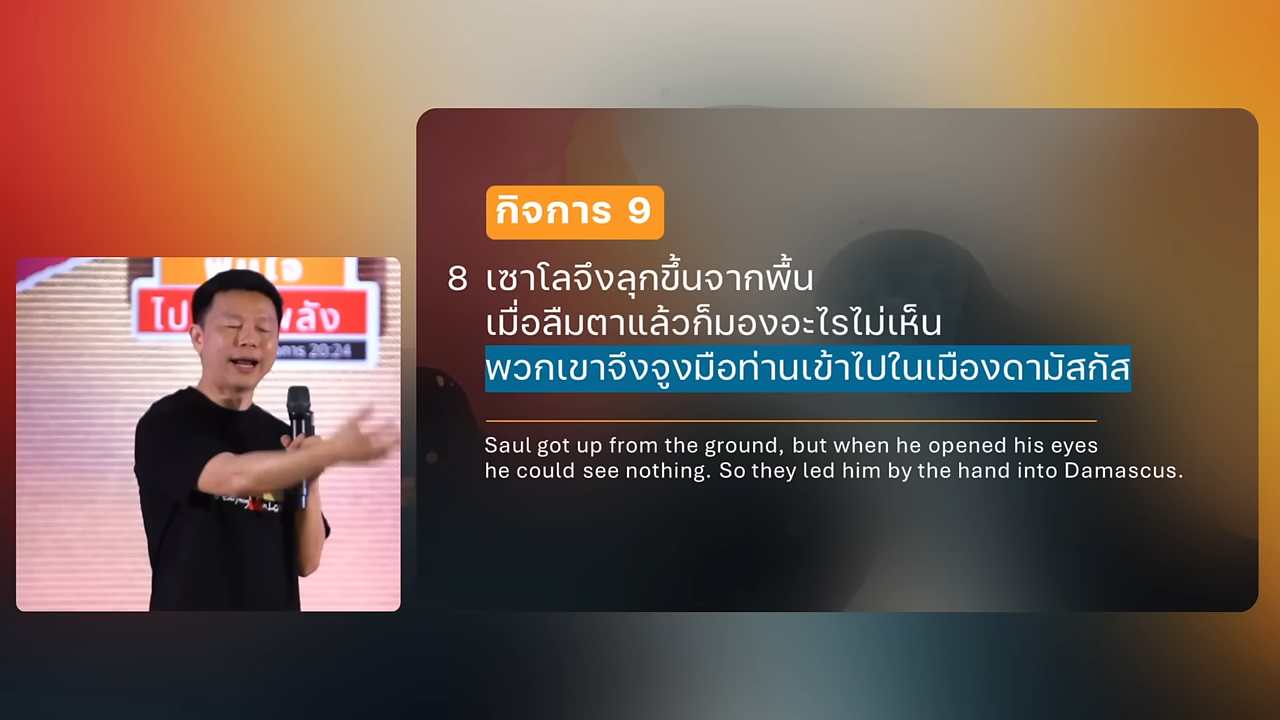 กิจการ 9
8 เซาโลจึงลุกขึ้นจากพื้น
เมื่อลืมตาแล้วก็มองอะไรไม่เห็น
พวกเขาจึงจูงมือท่านเข้าไปในเมืองดามัสกัส
Saul got up from the ground, but when he opened his eyes
he could see nothing. So they led him by the hand into Damascus.
20:24